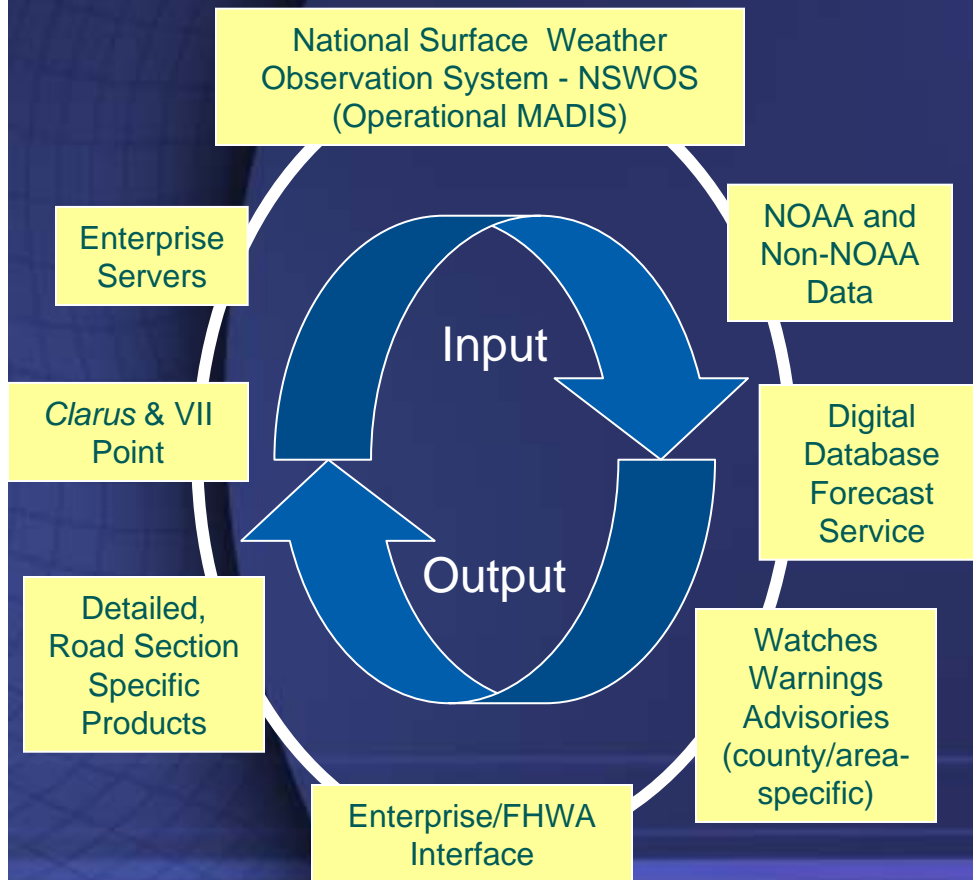 National Surface Weather
Observation System - NSWOS
(Operational MADIS)
Enterprise
Servers
NOAA and
Non-NOAA
Data
Input
Clarus & VII
Point
Digital
Database
Forecast
Service
Output
Detailed,
Road Section
Specific
Products
Watches
Warnings
Advisories
(county/area-
specific)
Enterprise/FHWA
Interface